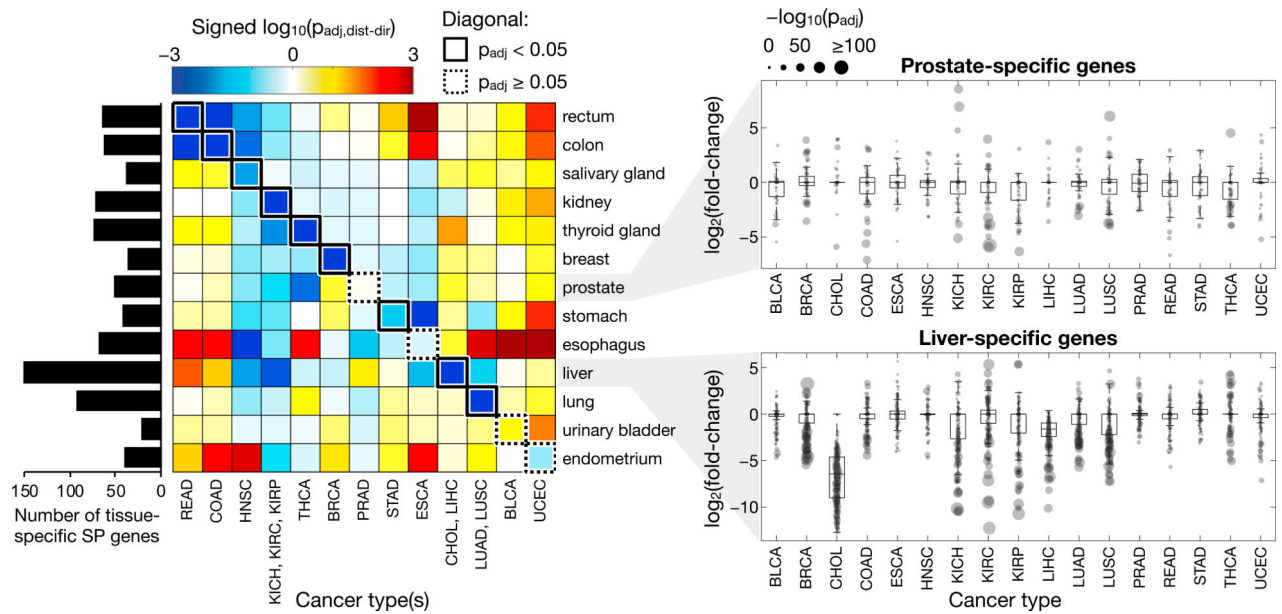 Signed log₁₀(p_adj,dist-dir)
−3 0 3
Diagonal:
p_adj < 0.05
p_adj ≥ 0.05
rectum
colon
salivary gland
kidney
thyroid gland
breast
prostate
stomach
esophagus
liver
lung
urinary bladder
endometrium
150 100 50 0
Number of tissue-
specific SP genes
READ
COAD
HNSC
KICH, KIRC, KIRP
THCA
BRCA
PRAD
STAD
ESCA
CHOL, LIHC
LUAD, LUSC
BLCA
UCEC
Cancer type(s)
−log₁₀(p_adj)
0 50 ≥100
Prostate-specific genes
log₂(fold-change)
5
0
−5
BLCA
BRCA
CHOL
COAD
ESCA
HNSC
KICH
KIRC
KIRP
LIHC
LUAD
LUSC
PRAD
READ
STAD
THCA
UCEC
Liver-specific genes
log₂(fold-change)
5
0
−5
−10
BLCA
BRCA
CHOL
COAD
ESCA
HNSC
KICH
KIRC
KIRP
LIHC
LUAD
LUSC
PRAD
READ
STAD
THCA
UCEC
Cancer type